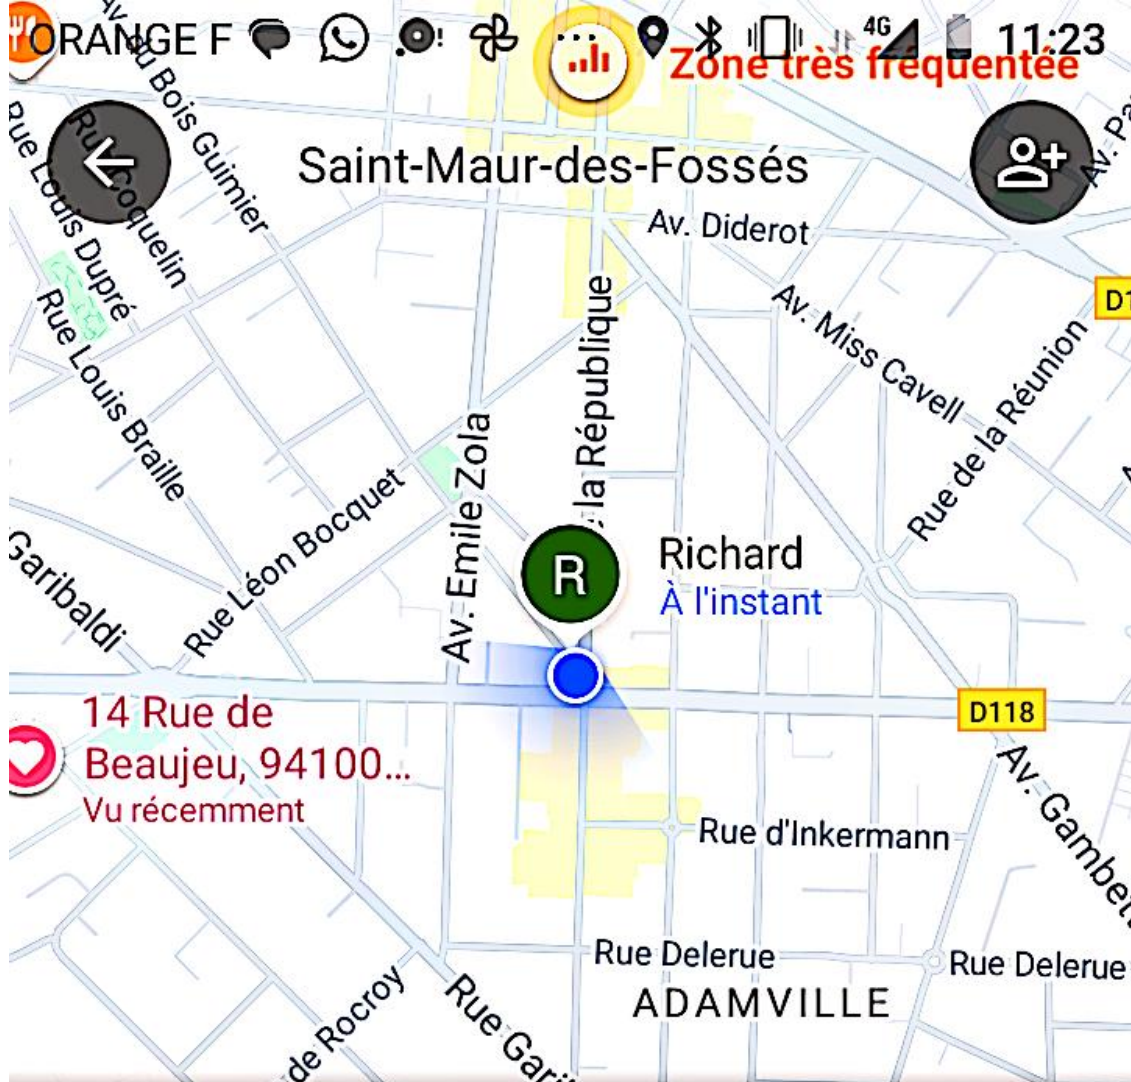 ORANGE F
4G
11:23
Zone très fréquentée
Av. Pa
du Bois Guimier
Rue Louis Dupré
Coquelin
Saint-Maur-des-Fossés
Av. Diderot
D1
Av. Miss Cavell
Rue de la Réunion
Rue Louis Braille
la République
Av. Emile Zola
Rue Léon Bocquet
Garibaldi
R
Richard
À l'instant
14 Rue de
Beaujeu, 94100...
Vu récemment
D118
Av. Gambet
Rue d'Inkermann
Rue Delerue
Rue Delerue
ADAMVILLE
de Rocroy
Rue Gari